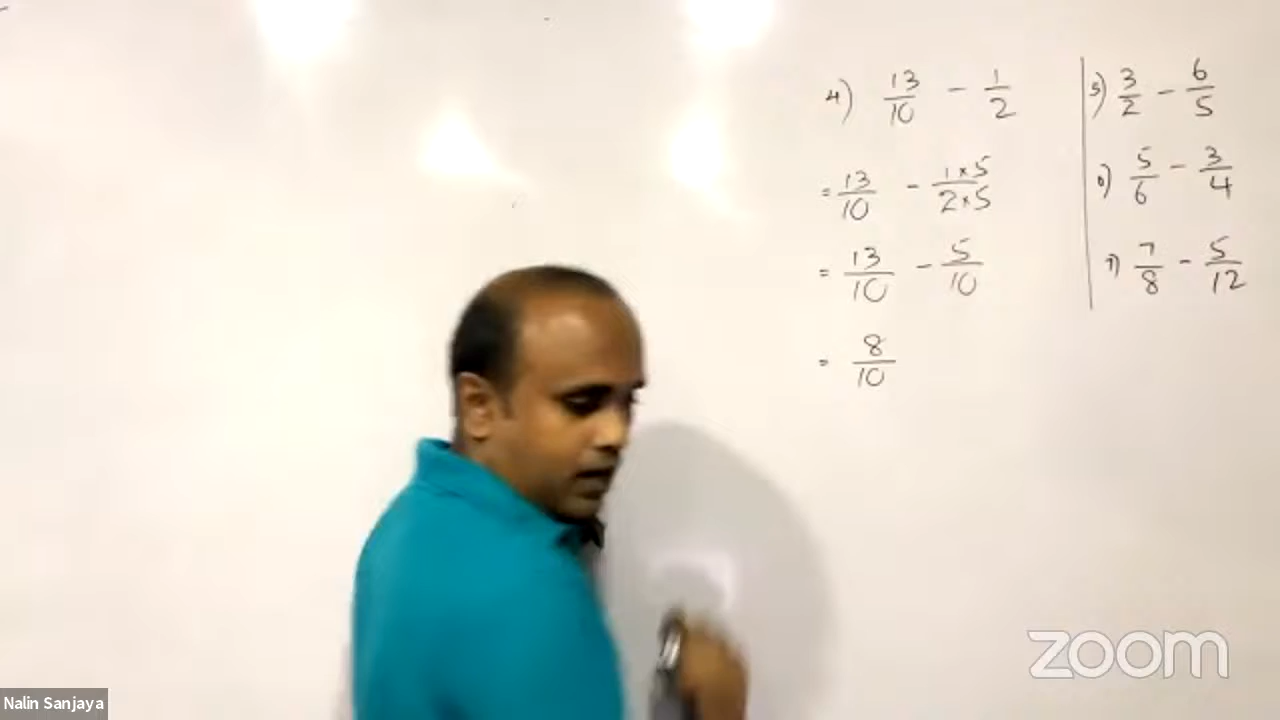 4) 13/10 - 1/2
= 13/10 - 1×5/2×5
= 13/10 - 5/10
= 8/10
5) 3/2 - 6/5
6) 5/6 - 3/4
7) 7/8 - 5/12
zoom
Nalin Sanjaya